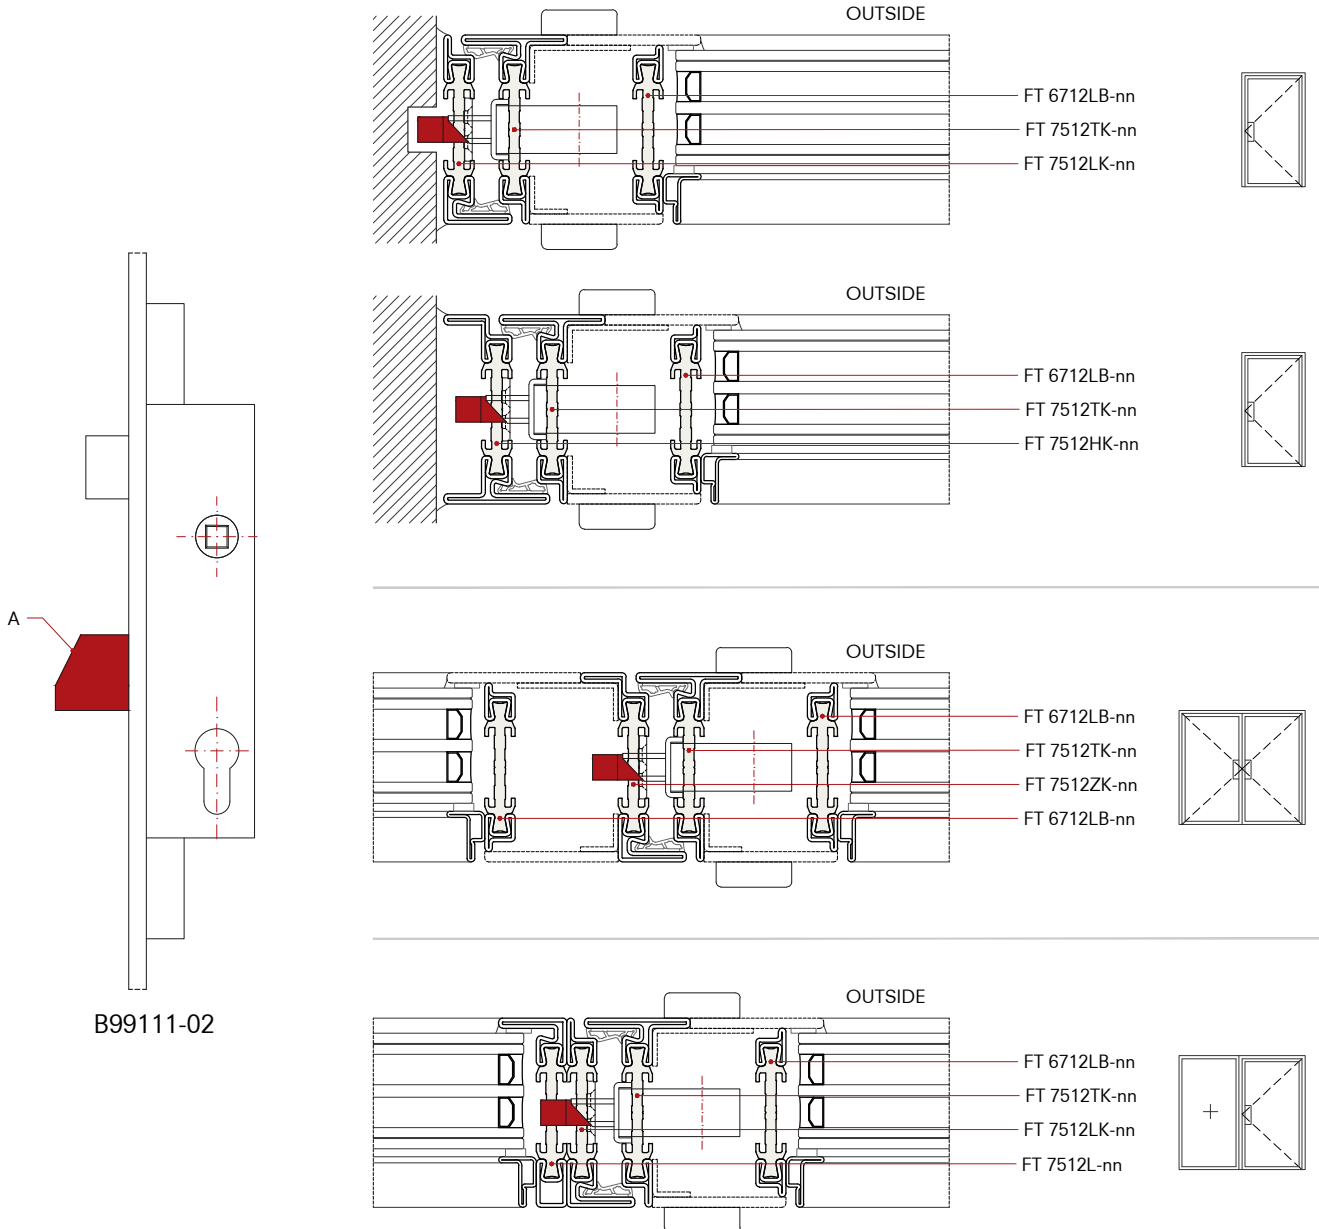 OUTSIDE
FT 6712LB-nn
FT 7512TK-nn
FT 7512LK-nn
OUTSIDE
FT 6712LB-nn
FT 7512TK-nn
FT 7512HK-nn
A
OUTSIDE
FT 6712LB-nn
FT 7512TK-nn
FT 7512ZK-nn
FT 6712LB-nn
B99111-02
OUTSIDE
FT 6712LB-nn
FT 7512TK-nn
FT 7512LK-nn
FT 7512L-nn